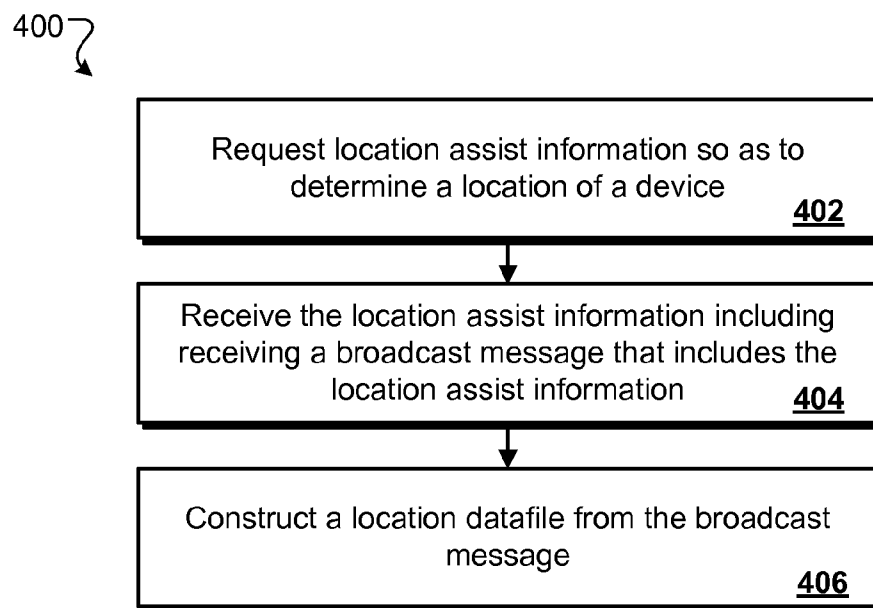 400
Request location assist information so as to
determine a location of a device
402
Receive the location assist information including
receiving a broadcast message that includes the
location assist information
404
Construct a location datafile from the broadcast
message
406